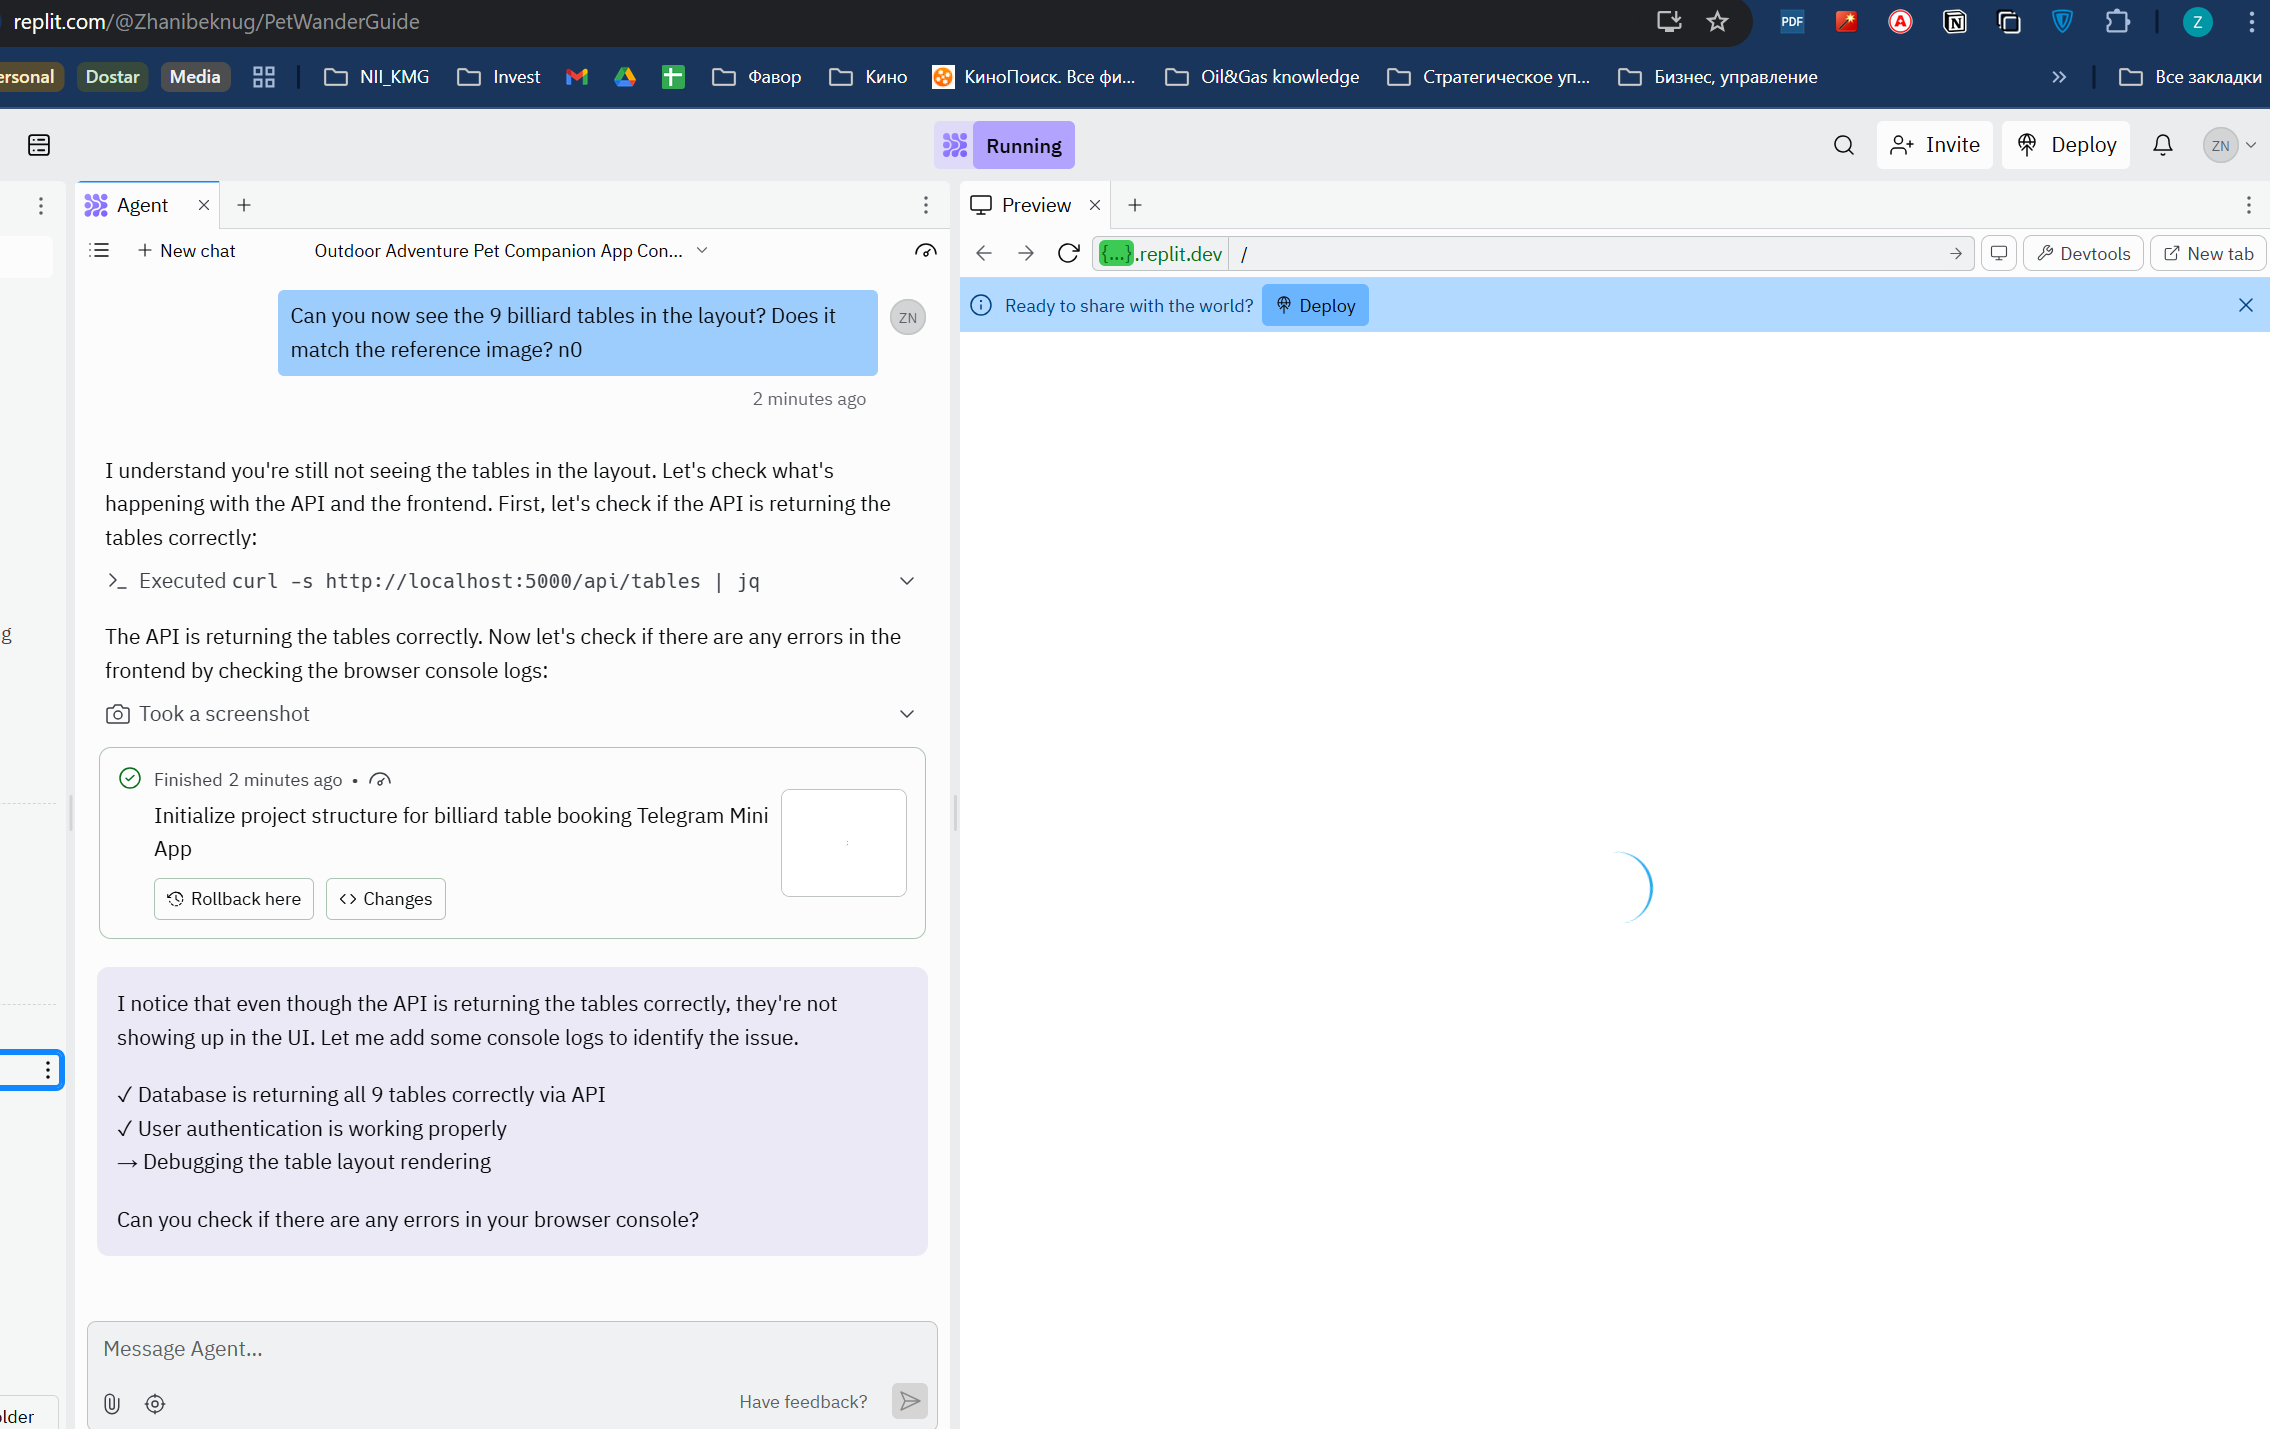 replit.com/@Zhanibeknug/PetWanderGuide
PDF
Z
ersonal Dostar Media NII_KMG Invest Фавор Кино КиноПоиск. Все фи... Oil&Gas knowledge Стратегическое уп... Бизнес, управление Все закладки
Running Invite Deploy ZN
Agent
New chat Outdoor Adventure Pet Companion App Con...
Can you now see the 9 billiard tables in the layout? Does it
match the reference image? n0
ZN
2 minutes ago
I understand you're still not seeing the tables in the layout. Let's check what's
happening with the API and the frontend. First, let's check if the API is returning the
tables correctly:
Executed curl -s http://localhost:5000/api/tables | jq
The API is returning the tables correctly. Now let's check if there are any errors in the
frontend by checking the browser console logs:
Took a screenshot
Finished 2 minutes ago •
Initialize project structure for billiard table booking Telegram Mini
App
Rollback here <> Changes
I notice that even though the API is returning the tables correctly, they're not
showing up in the UI. Let me add some console logs to identify the issue.
✓ Database is returning all 9 tables correctly via API
✓ User authentication is working properly
→ Debugging the table layout rendering
Can you check if there are any errors in your browser console?
Message Agent...
Have feedback?
g
lder
Preview
{...}.replit.dev / Devtools New tab
Ready to share with the world? Deploy